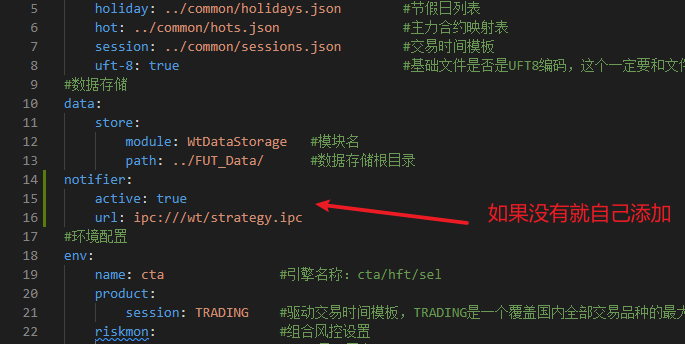 5 holiday: ../common/holidays.json #节假日列表
6 hot: ../common/hots.json #主力合约映射表
7 session: ../common/sessions.json #交易时间模板
8 uft-8: true #基础文件是否是UFT8编码，这个一定要和文件
9 #数据存储
10 data:
11 store:
12 module: WtDataStorage #模块名
13 path: ../FUT_Data/ #数据存储根目录
14 notifier:
15 active: true
16 url: ipc:///wt/strategy.ipc
如果没有就自己添加
17 #环境配置
18 env:
19 name: cta #引擎名称：cta/hft/sel
20 product:
21 session: TRADING #驱动交易时间模板，TRADING是一个覆盖国内全部交易品种的最大
22 riskmon: #组合风控设置